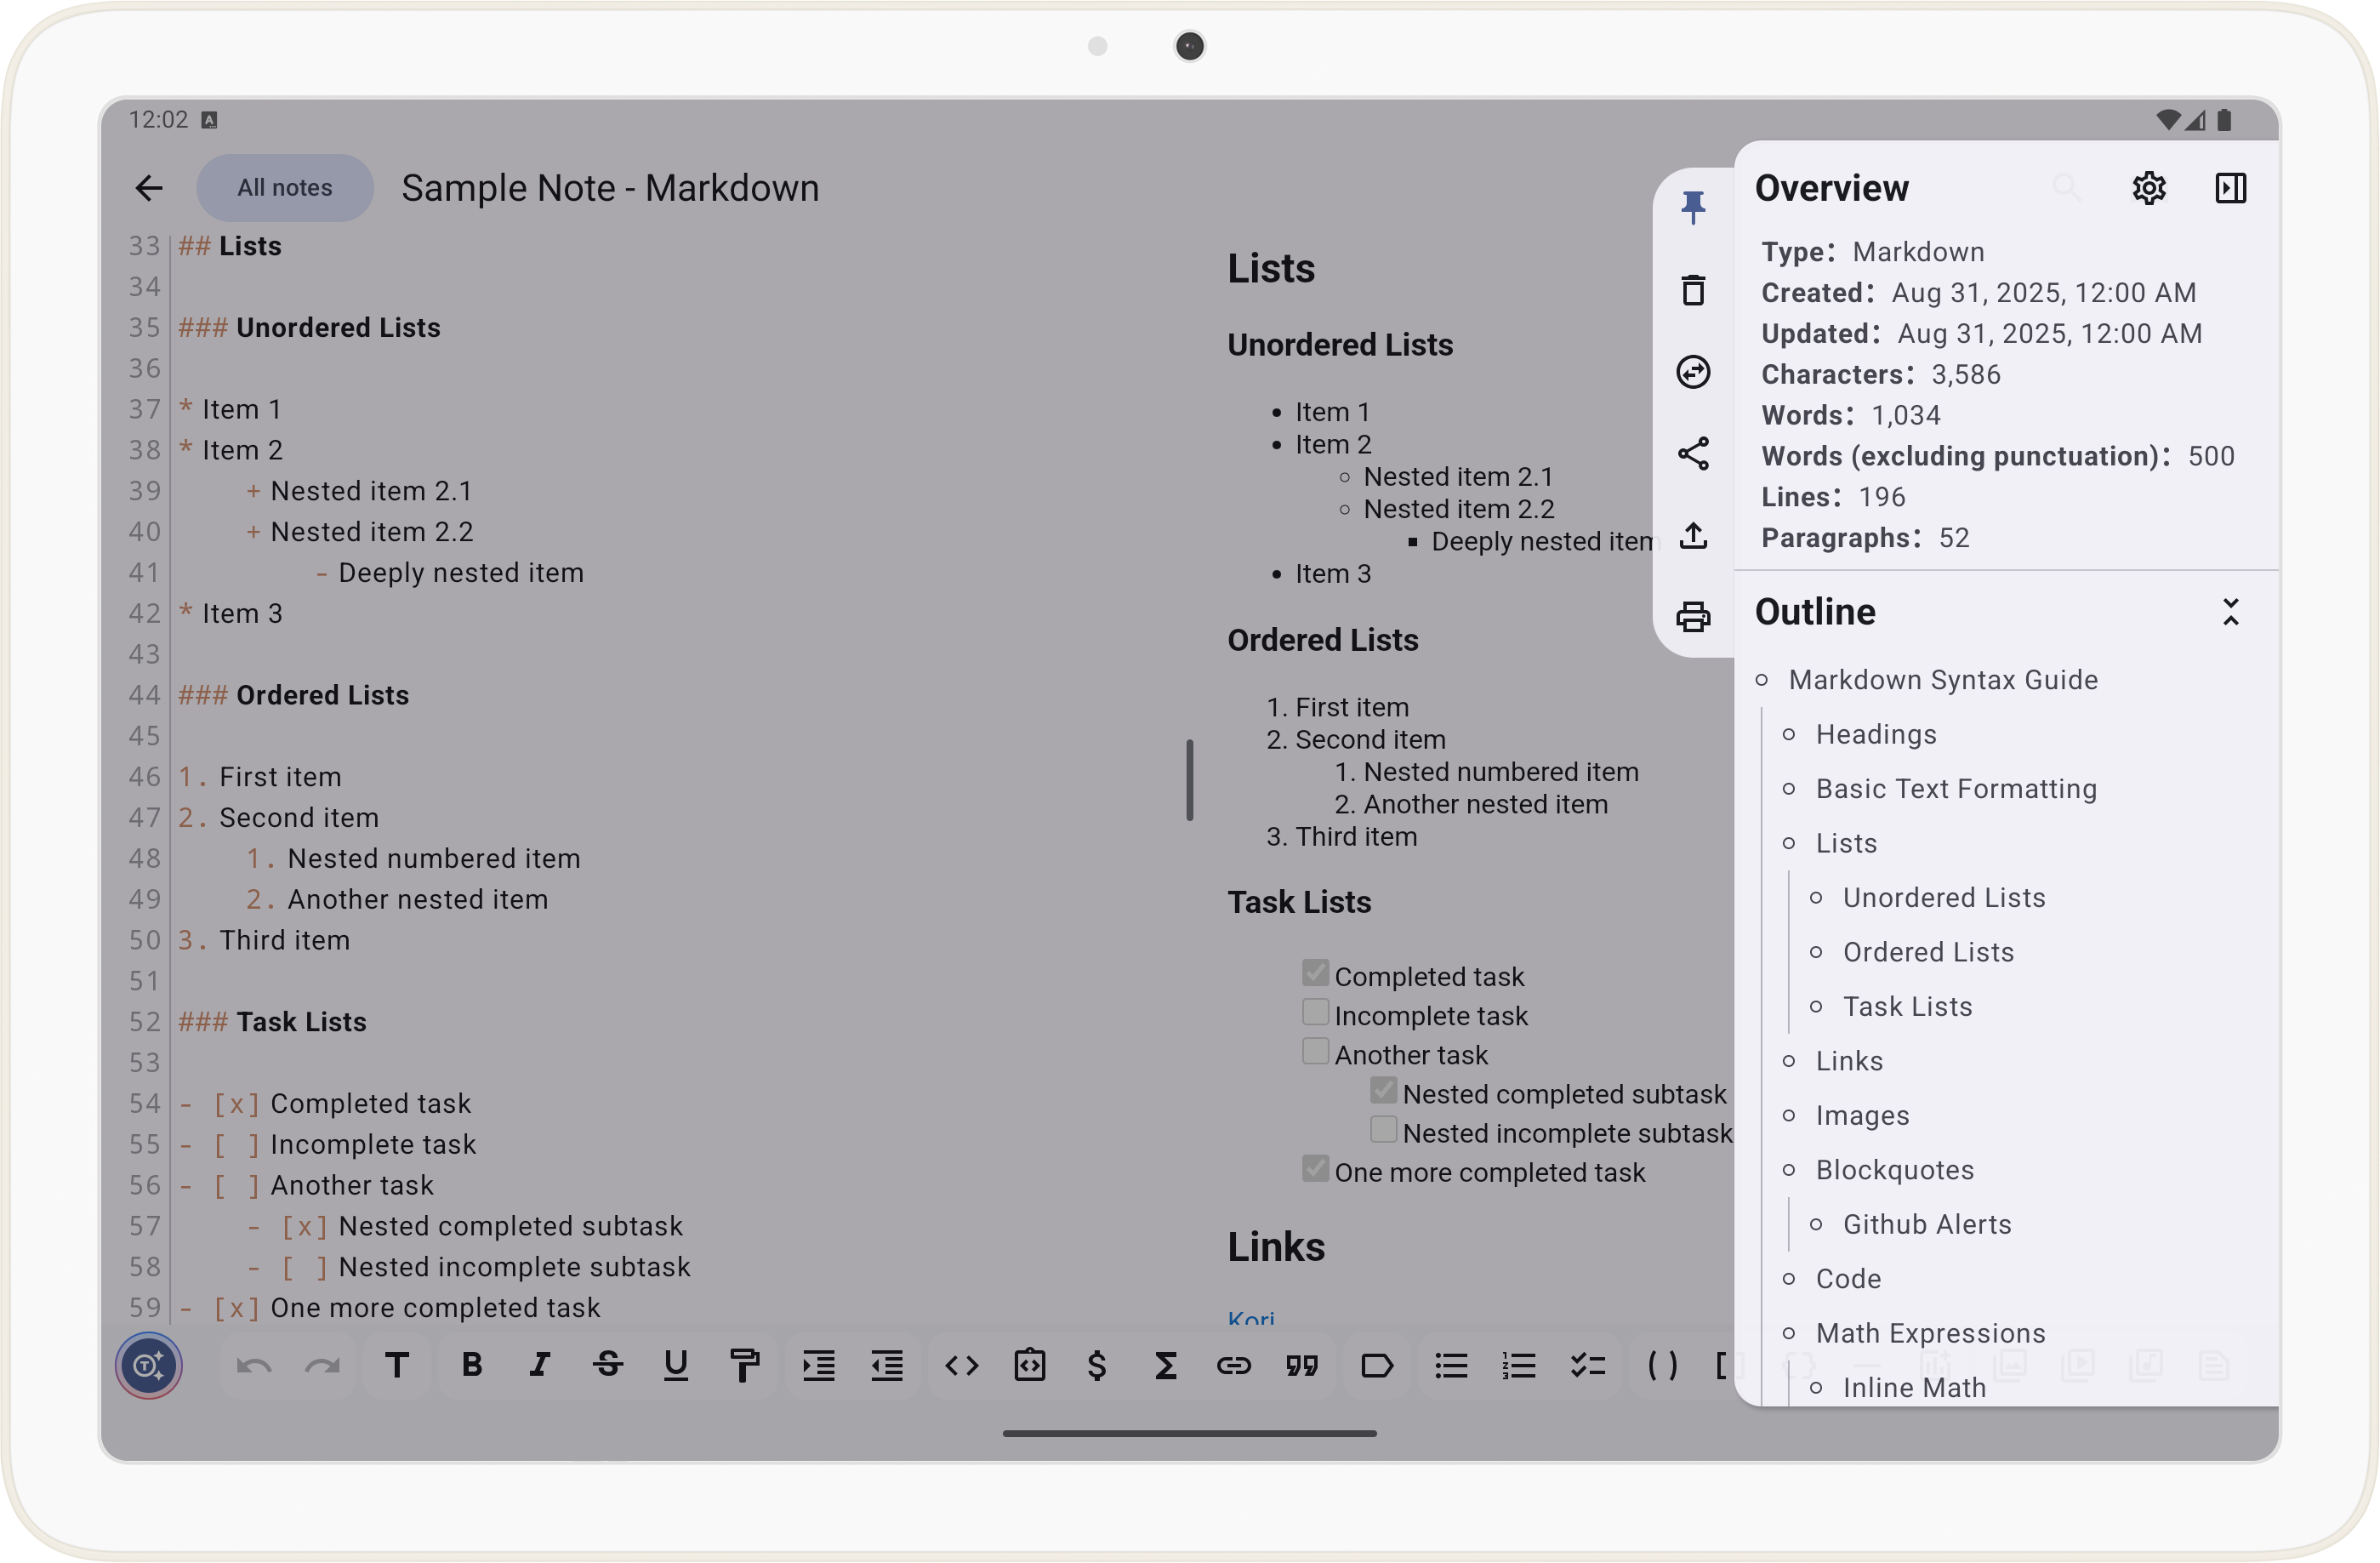 12:02
All notes
Sample Note - Markdown
33 ## Lists
34
35 ### Unordered Lists
36
37 * Item 1
38 * Item 2
39 + Nested item 2.1
40 + Nested item 2.2
41 - Deeply nested item
42 * Item 3
43
44 ### Ordered Lists
45
46 1. First item
47 2. Second item
48 1. Nested numbered item
49 2. Another nested item
50 3. Third item
51
52 ### Task Lists
53
54 - [x] Completed task
55 - [ ] Incomplete task
56 - [ ] Another task
57 - [x] Nested completed subtask
58 - [ ] Nested incomplete subtask
59 - [x] One more completed task
Lists
Unordered Lists
• Item 1
• Item 2
◦ Nested item 2.1
◦ Nested item 2.2
▪ Deeply nested item
• Item 3
Ordered Lists
1. First item
2. Second item
1. Nested numbered item
2. Another nested item
3. Third item
Task Lists
Completed task
Incomplete task
Another task
Nested completed subtask
Nested incomplete subtask
One more completed task
Links
Kori
Overview
Type: Markdown
Created: Aug 31, 2025, 12:00 AM
Updated: Aug 31, 2025, 12:00 AM
Characters: 3,586
Words: 1,034
Words (excluding punctuation): 500
Lines: 196
Paragraphs: 52
Outline
Markdown Syntax Guide
Headings
Basic Text Formatting
Lists
Unordered Lists
Ordered Lists
Task Lists
Links
Images
Blockquotes
Github Alerts
Code
Math Expressions
Inline Math